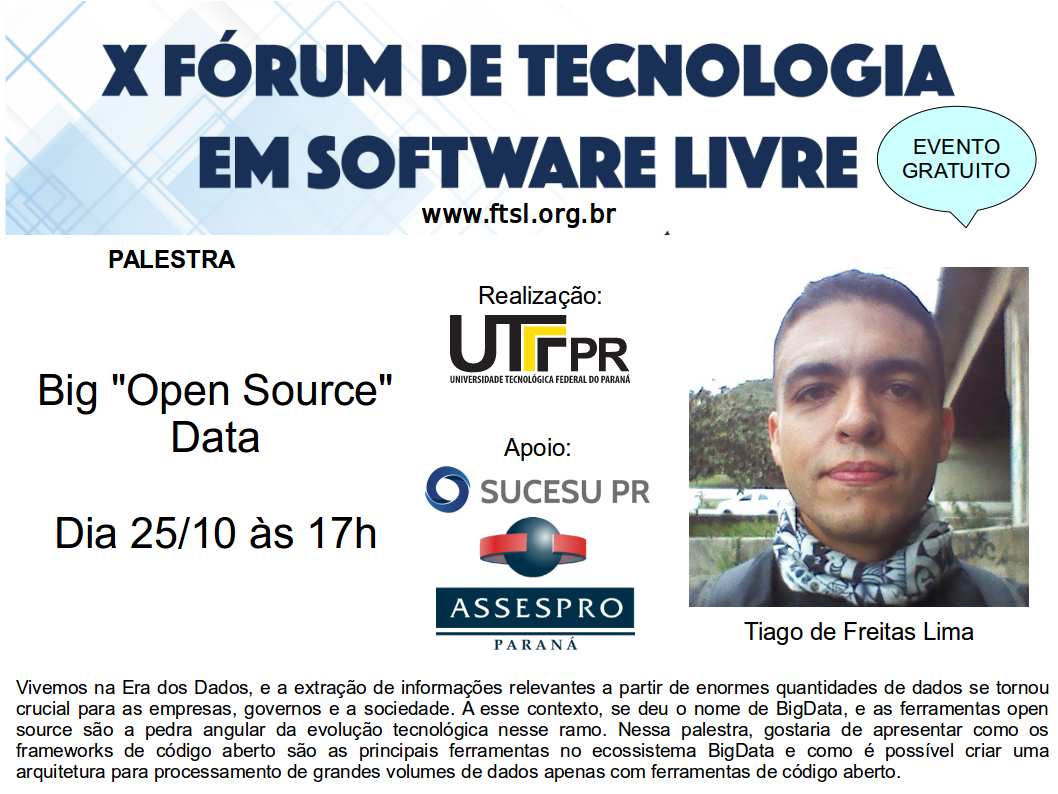 X FÓRUM DE TECNOLOGIA
EM SOFTWARE LIVRE
EVENTO
GRATUITO
www.ftsl.org.br
PALESTRA
Big "Open Source"
Data
Dia 25/10 às 17h
Realização:
UTFPR
UNIVERSIDADE TECNOLÓGICA FEDERAL DO PARANÁ
Apoio:
SUCESU PR
ASSESPRO
PARANÁ
Tiago de Freitas Lima
Vivemos na Era dos Dados, e a extração de informações relevantes a partir de enormes quantidades de dados se tornou
crucial para as empresas, governos e a sociedade. A esse contexto, se deu o nome de BigData, e as ferramentas open
source são a pedra angular da evolução tecnológica nesse ramo. Nessa palestra, gostaria de apresentar como os
frameworks de código aberto são as principais ferramentas no ecossistema BigData e como é possível criar uma
arquitetura para processamento de grandes volumes de dados apenas com ferramentas de código aberto.